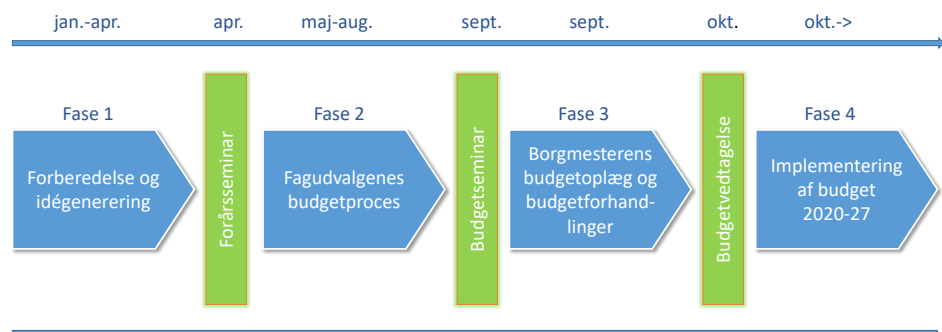 jan.-apr.
apr.
maj-aug.
sept.
sept.
okt.
okt.->
Fase 1
Forberedelse og
idégenerering
Forårsseminar
Fase 2
Fagudvalgenes
budgetproces
Budgetseminar
Fase 3
Borgmesterens
budgetoplæg og
budgetforhand-
linger
Budgetvedtagelse
Fase 4
Implementering
af budget
2020-27